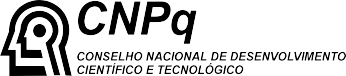 CNPq
CONSELHO NACIONAL DE DESENVOLVIMENTO
CIENTÍFICO E TECNOLÓGICO